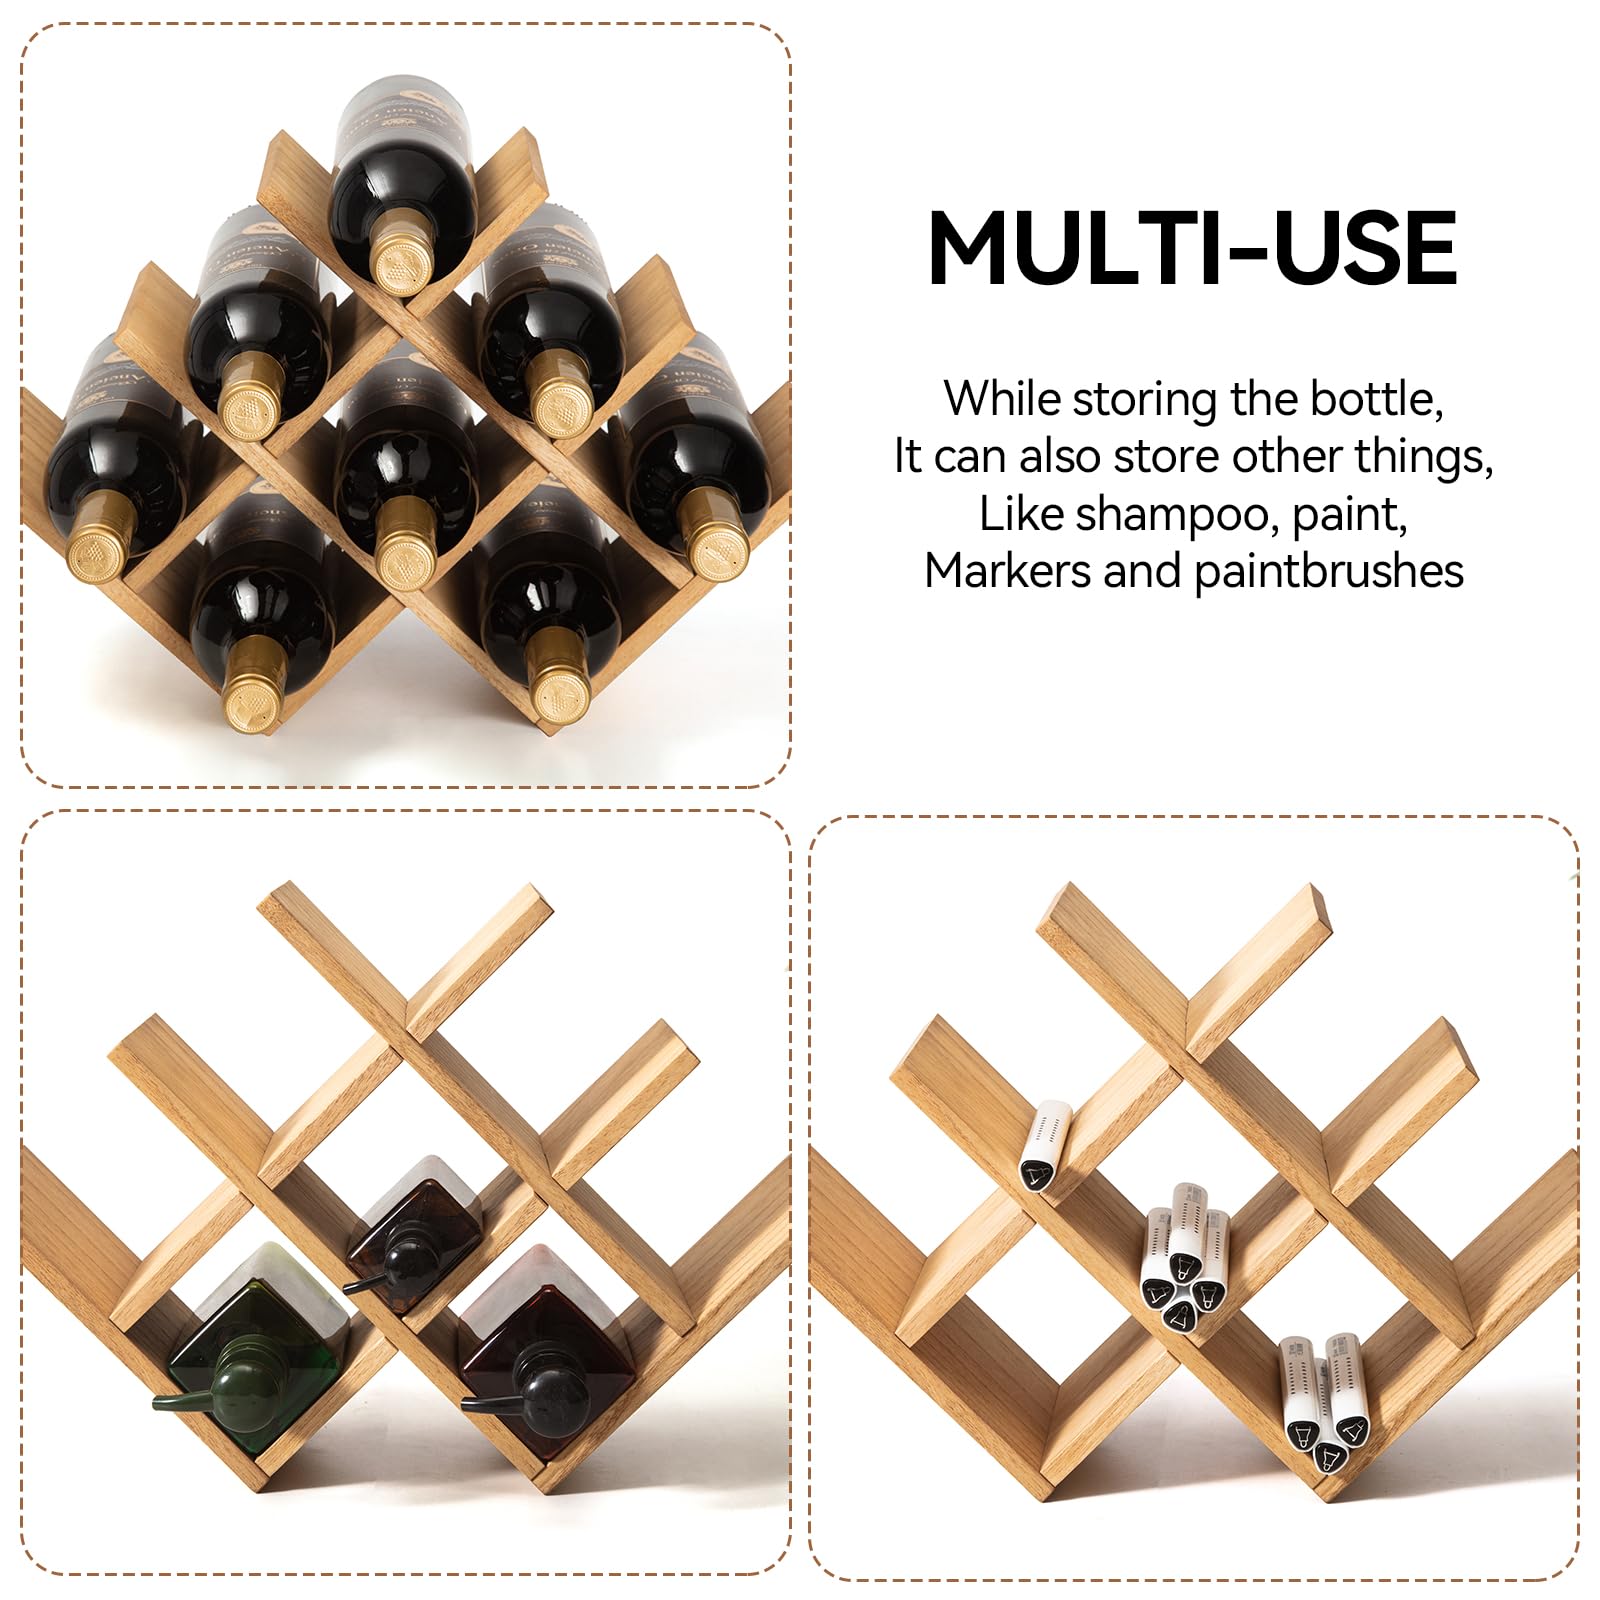 MULTI-USE
While storing the bottle,
It can also store other things,
Like shampoo, paint,
Markers and paintbrushes